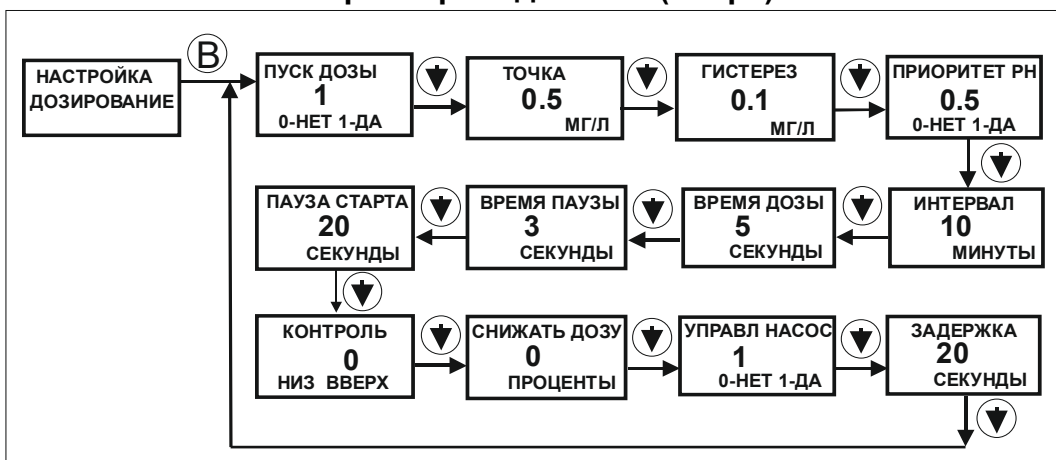 НАСТРОЙКА
ДОЗИРОВАНИЕ
В
ПУСК ДОЗЫ
1
0-НЕТ 1-ДА
ТОЧКА
0.5
МГ/Л
ГИСТЕРЕЗ
0.1
МГ/Л
ПРИОРИТЕТ РН
0.5
0-НЕТ 1-ДА
ПАУЗА СТАРТА
20
СЕКУНДЫ
ВРЕМЯ ПАУЗЫ
3
СЕКУНДЫ
ВРЕМЯ ДОЗЫ
5
СЕКУНДЫ
ИНТЕРВАЛ
10
МИНУТЫ
КОНТРОЛЬ
0
НИЗ ВВЕРХ
СНИЖАТЬ ДОЗУ
0
ПРОЦЕНТЫ
УПРАВЛ НАСОС
1
0-НЕТ 1-ДА
ЗАДЕРЖКА
20
СЕКУНДЫ